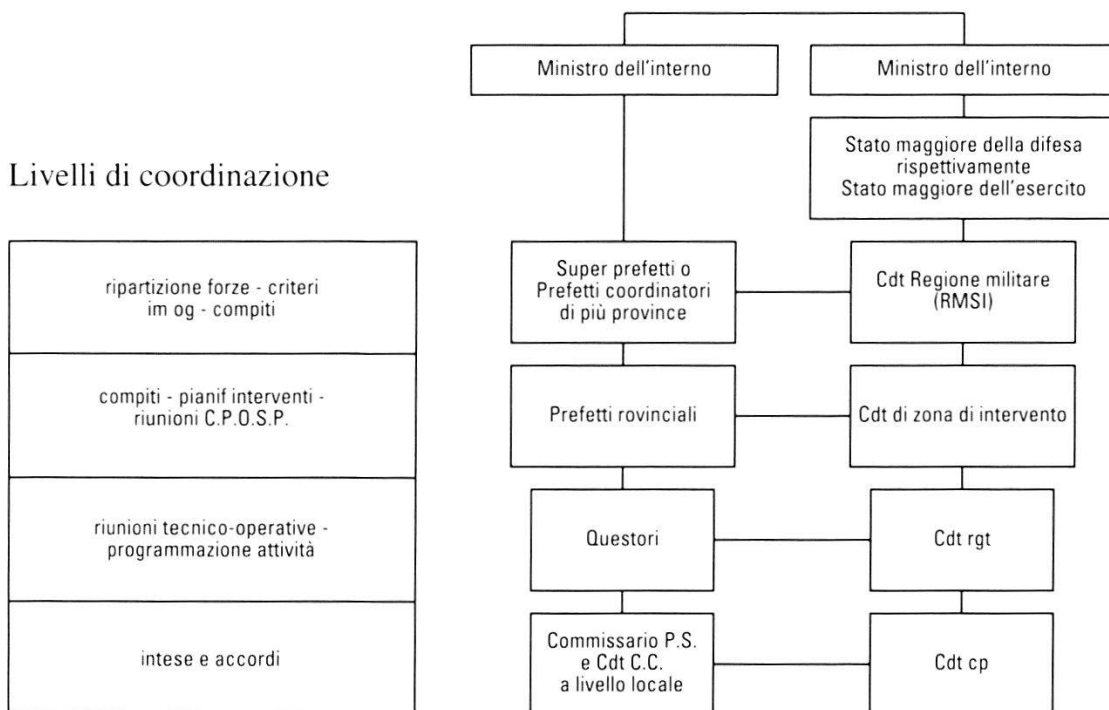 Ministro dell'interno
Ministro dell'interno
Stato maggiore della difesa
rispettivamente
Stato maggiore dell'esercito
Livelli di coordinazione
ripartizione forze - criteri
im og - compiti
Super prefetti o
Prefetti coordinatori
di più province
Cdt Regione militare
(RMSI)
compiti - pianif interventi -
riunioni C.P.O.S.P.
Prefetti rovinciali
Cdt di zona di intervento
riunioni tecnico-operative -
programmazione attività
Questori
Cdt rgt
intese e accordi
Commissario P.S.
e Cdt C.C.
a livello locale
Cdt cp